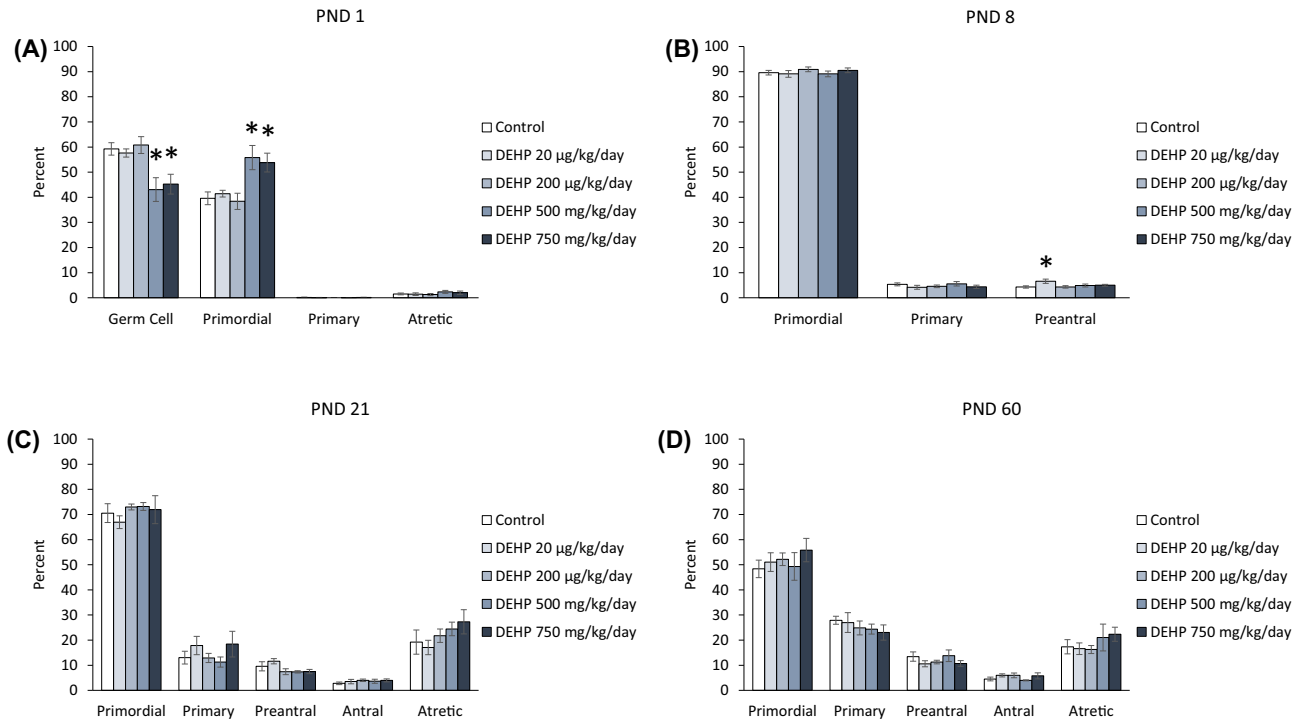 PND 1
(A)
100
90
80
70
60
50
40
30
20
10
0
Percent
* * * *
Germ Cell Primordial Primary Atretic
Control
DEHP 20 µg/kg/day
DEHP 200 µg/kg/day
DEHP 500 mg/kg/day
DEHP 750 mg/kg/day
PND 8
(B)
100
90
80
70
60
50
40
30
20
10
0
Percent
*
Primordial Primary Preantral
Control
DEHP 20 µg/kg/day
DEHP 200 µg/kg/day
DEHP 500 mg/kg/day
DEHP 750 mg/kg/day
PND 21
(C)
100
90
80
70
60
50
40
30
20
10
0
Percent
Primordial Primary Preantral Antral Atretic
Control
DEHP 20 µg/kg/day
DEHP 200 µg/kg/day
DEHP 500 mg/kg/day
DEHP 750 mg/kg/day
PND 60
(D)
100
90
80
70
60
50
40
30
20
10
0
Percent
Primordial Primary Preantral Antral Atretic
Control
DEHP 20 µg/kg/day
DEHP 200 µg/kg/day
DEHP 500 mg/kg/day
DEHP 750 mg/kg/day